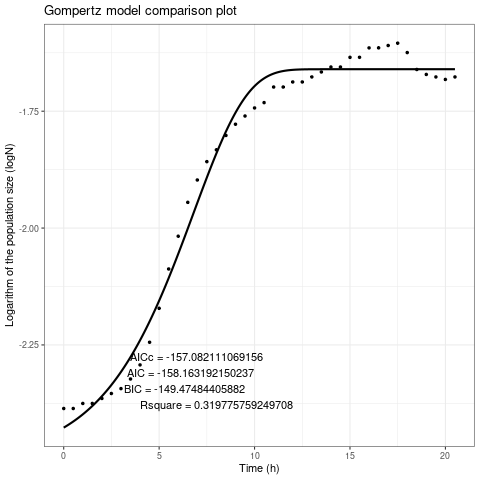 Gompertz model comparison plot
Logarithm of the population size (logN)
-1.75
-2.00
-2.25
AICc = -157.082111069156
AIC = -158.163192150237
BIC = -149.47484405882
Rsquare = 0.319775759249708
0 5 10 15 20
Time (h)